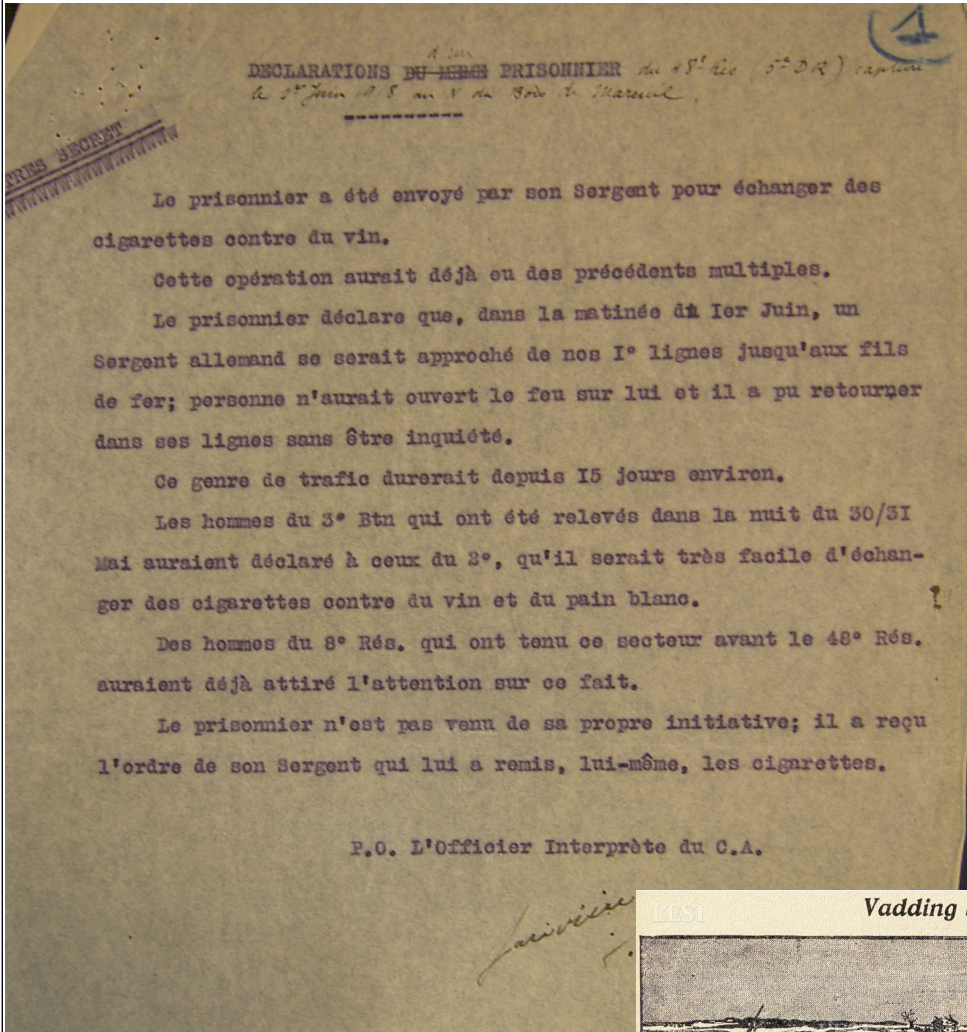 1
d'un
DECLARATIONS DU MEME PRISONNIER du 48e Rés (5e DR) capturé
le 1er Juin 1918 au N du Bois de Mareuil.
TRES SECRET
Le prisonnier a été envoyé par son Sergent pour échanger des
cigarettes contre du vin.
Cette opération aurait déjà eu des précédents multiples.
Le prisonnier déclare que, dans la matinée du Ier Juin, un
Sergent allemand se serait approché de nos I° lignes jusqu'aux fils
de fer; personne n'aurait ouvert le feu sur lui et il a pu retourner
dans ses lignes sans être inquiété.
Ce genre de trafic durerait depuis I5 jours environ.
Les hommes du 3° Btn qui ont été relevés dans la nuit du 30/3I
Mai auraient déclaré à ceux du 2°, qu'il serait très facile d'échan-
ger des cigarettes contre du vin et du pain blanc.
Des hommes du 8° Rés. qui ont tenu ce secteur avant le 48° Rés.
auraient déjà attiré l'attention sur ce fait.
Le prisonnier n'est pas venu de sa propre initiative; il a reçu
l'ordre de son Sergent qui lui a remis, lui-même, les cigarettes.
P.O. L'Officier Interprète du C.A.
Vadding